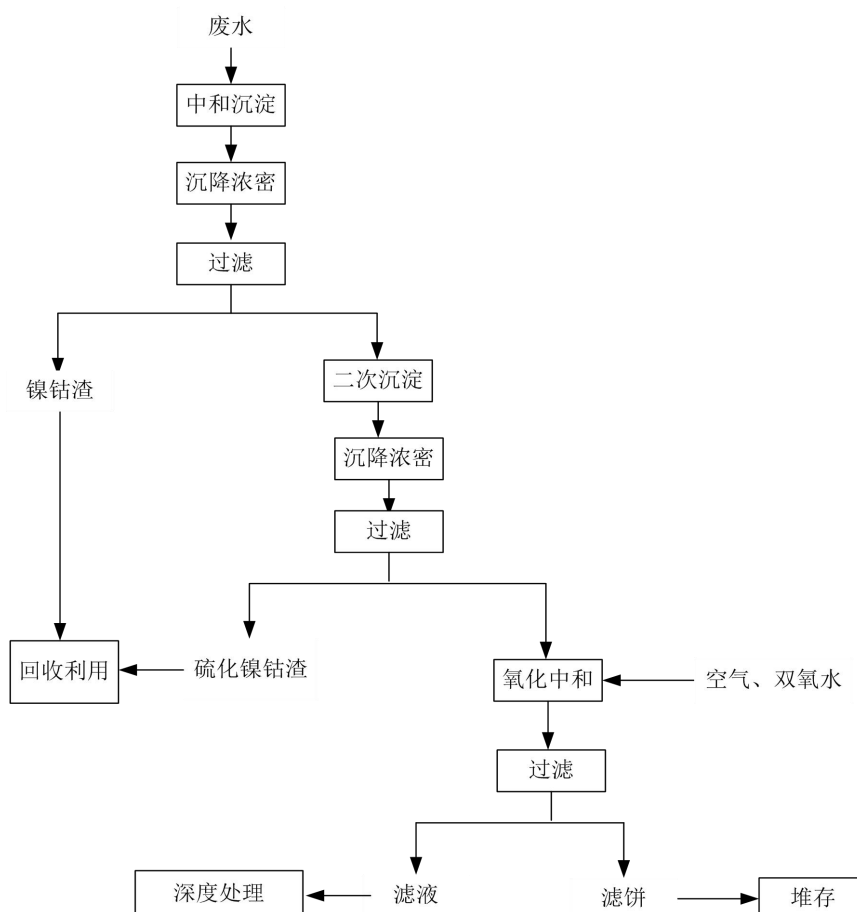 废水
中和沉淀
沉降浓密
过滤
镍钴渣
二次沉淀
沉降浓密
过滤
回收利用
硫化镍钴渣
氧化中和
空气、双氧水
过滤
深度处理
滤液
滤饼
堆存